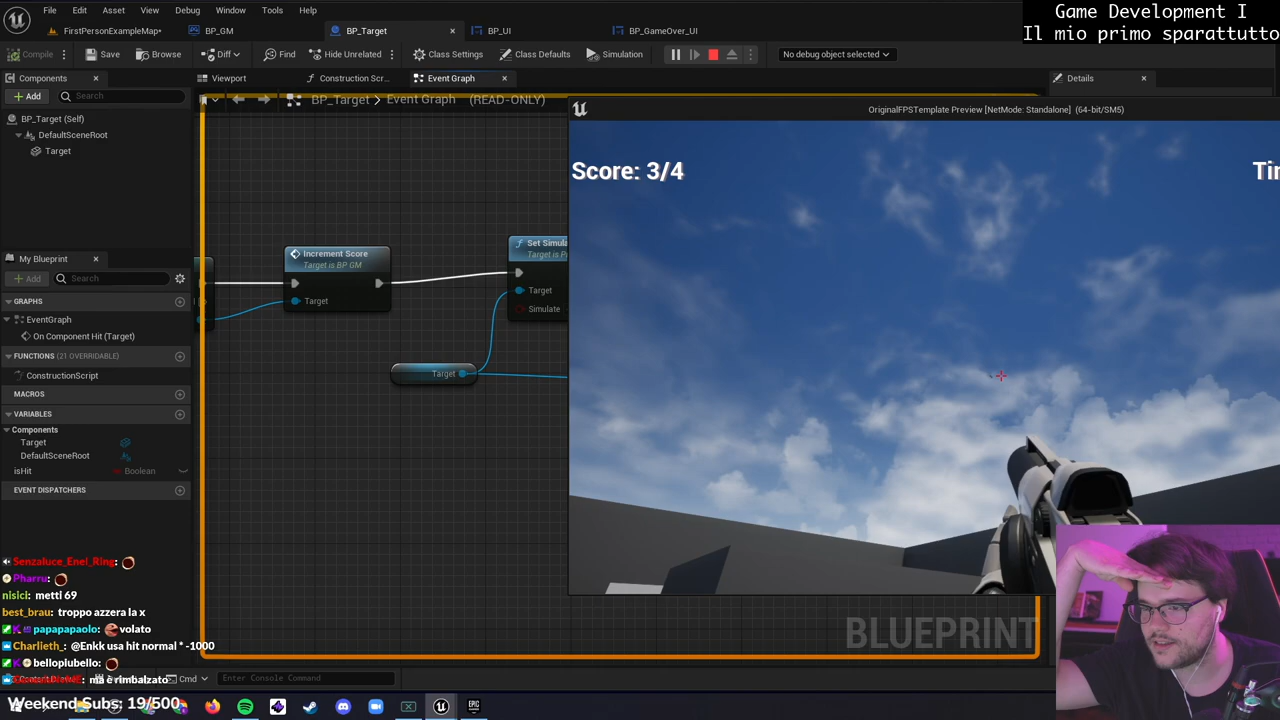 Game Development I
Il mio primo sparattutto
File Edit Asset View Debug Window Tools Help
FirstPersonExampleMap*
BP_GM
BP_Target
BP_UI
BP_GameOver_UI
Compile Save Browse Diff Find Hide Unrelated Class Settings Class Defaults Simulation No debug object selected
Components
Viewport
Construction Scr...
Event Graph
Details
Add Search
BP_Target > Event Graph (READ-ONLY)
BP_Target (Self)
DefaultSceneRoot
Target
OriginalFPSTemplate Preview [NetMode: Standalone] (64-bit/SM5)
Score: 3/4
Increment Score
Target is BP GM
Target
Target
Simulate
Target
My Blueprint
Add Search
GRAPHS
EventGraph
On Component Hit (Target)
FUNCTIONS (21 OVERRIDABLE)
ConstructionScript
MACROS
VARIABLES
Components
Target
DefaultSceneRoot
isHit Boolean
EVENT DISPATCHERS
Senzaluce_Enel_Ring:
Pharru:
nisici: metti 69
best_brau: troppo azzera la x
papapapaolo: volato
Charlieth_: @Enkk usa hit normal * -1000
bellopiubello:
rimbalzato
Cmd Enter Console Command
BLUEPRINT
Weekend Subs: 19/500